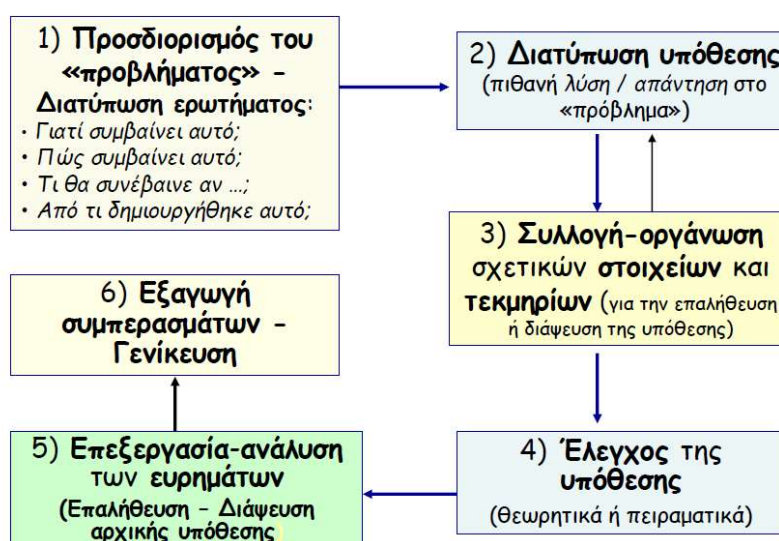 1) Προσδιορισμός του
«προβλήματος» –
Διατύπωση ερωτήματος:
• Γιατί συμβαίνει αυτό;
• Πώς συμβαίνει αυτό;
• Τι θα συνέβαινε αν ...;
• Από τι δημιουργήθηκε αυτό;
2) Διατύπωση υπόθεσης
(πιθανή λύση / απάντηση στο
«πρόβλημα»)
3) Συλλογή-οργάνωση
σχετικών στοιχείων και
τεκμηρίων (για την επαλήθευση
ή διάψευση της υπόθεσης)
4) Έλεγχος της
υπόθεσης
(θεωρητικά ή πειραματικά)
5) Επεξεργασία-ανάλυση
των ευρημάτων
(Επαλήθευση – Διάψευση
αρχικής υπόθεσης)
6) Εξαγωγή
συμπερασμάτων –
Γενίκευση